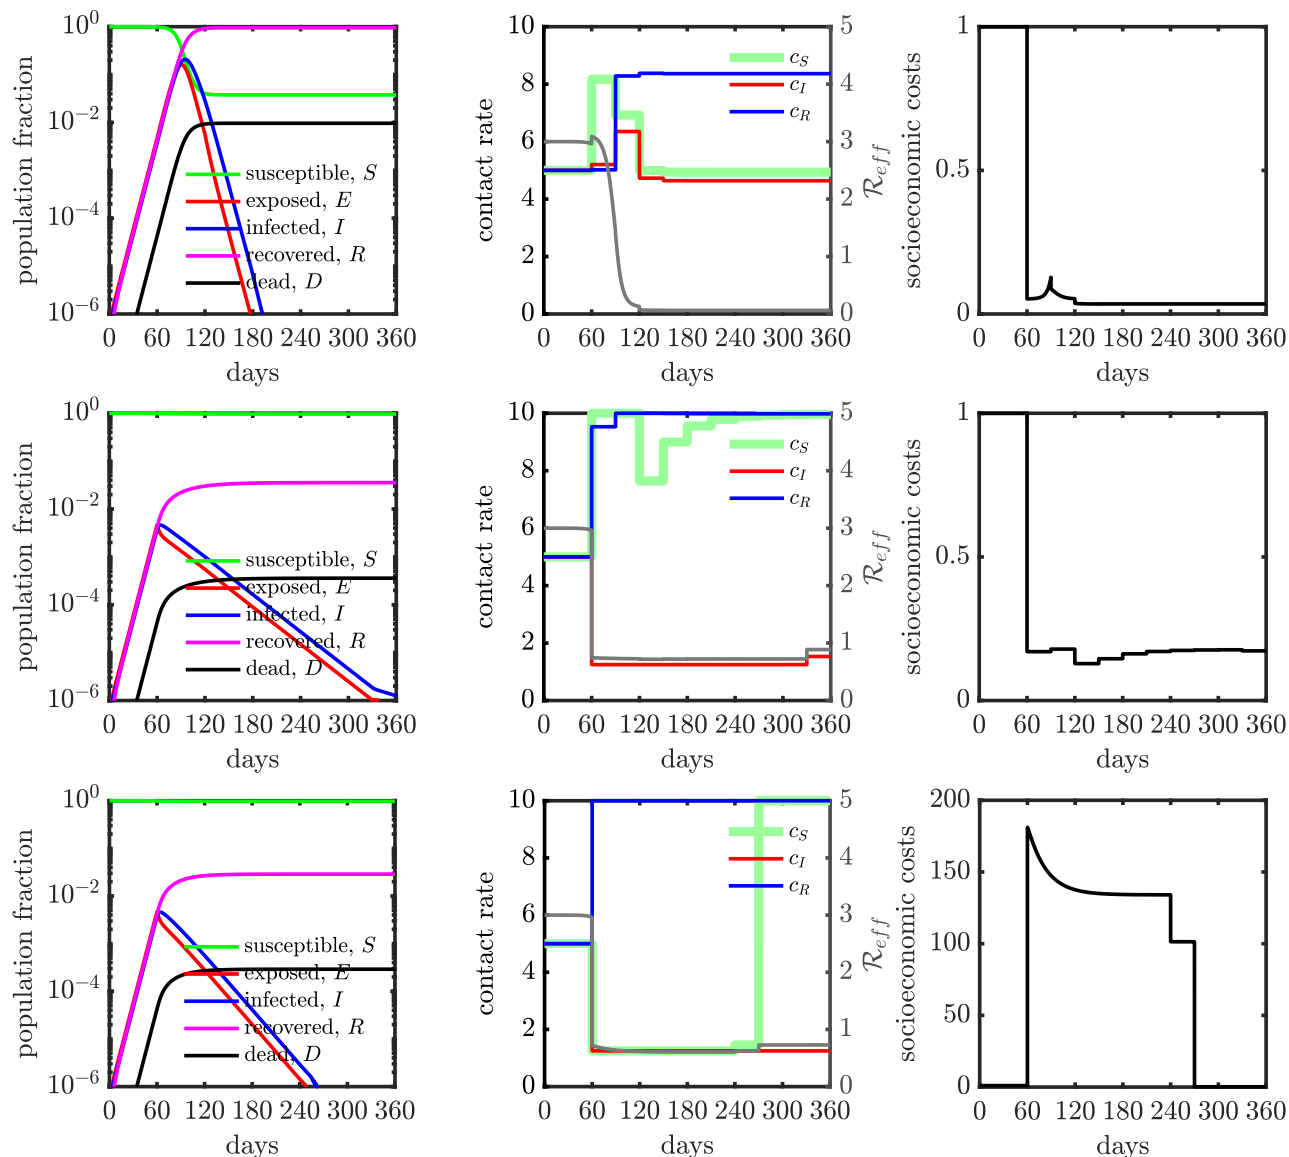 population fraction
10^0
10^-2
10^-4
10^-6
susceptible, S
exposed, E
infected, I
recovered, R
dead, D
0 60 120 180 240 300 360
days
contact rate
10
8
6
4
2
0
c_S
c_I
c_R
5
4
3
2
1
0
R_eff
0 60 120 180 240 300 360
days
socioeconomic costs
1
0.5
0
0 60 120 180 240 300 360
days
population fraction
10^0
10^-2
10^-4
10^-6
susceptible, S
exposed, E
infected, I
recovered, R
dead, D
0 60 120 180 240 300 360
days
contact rate
10
8
6
4
2
0
c_S
c_I
c_R
5
4
3
2
1
0
R_eff
0 60 120 180 240 300 360
days
socioeconomic costs
1
0.5
0
0 60 120 180 240 300 360
days
population fraction
10^0
10^-2
10^-4
10^-6
susceptible, S
exposed, E
infected, I
recovered, R
dead, D
0 60 120 180 240 300 360
days
contact rate
10
8
6
4
2
0
c_S
c_I
c_R
5
4
3
2
1
0
R_eff
0 60 120 180 240 300 360
days
socioeconomic costs
200
150
100
50
0
0 60 120 180 240 300 360
days